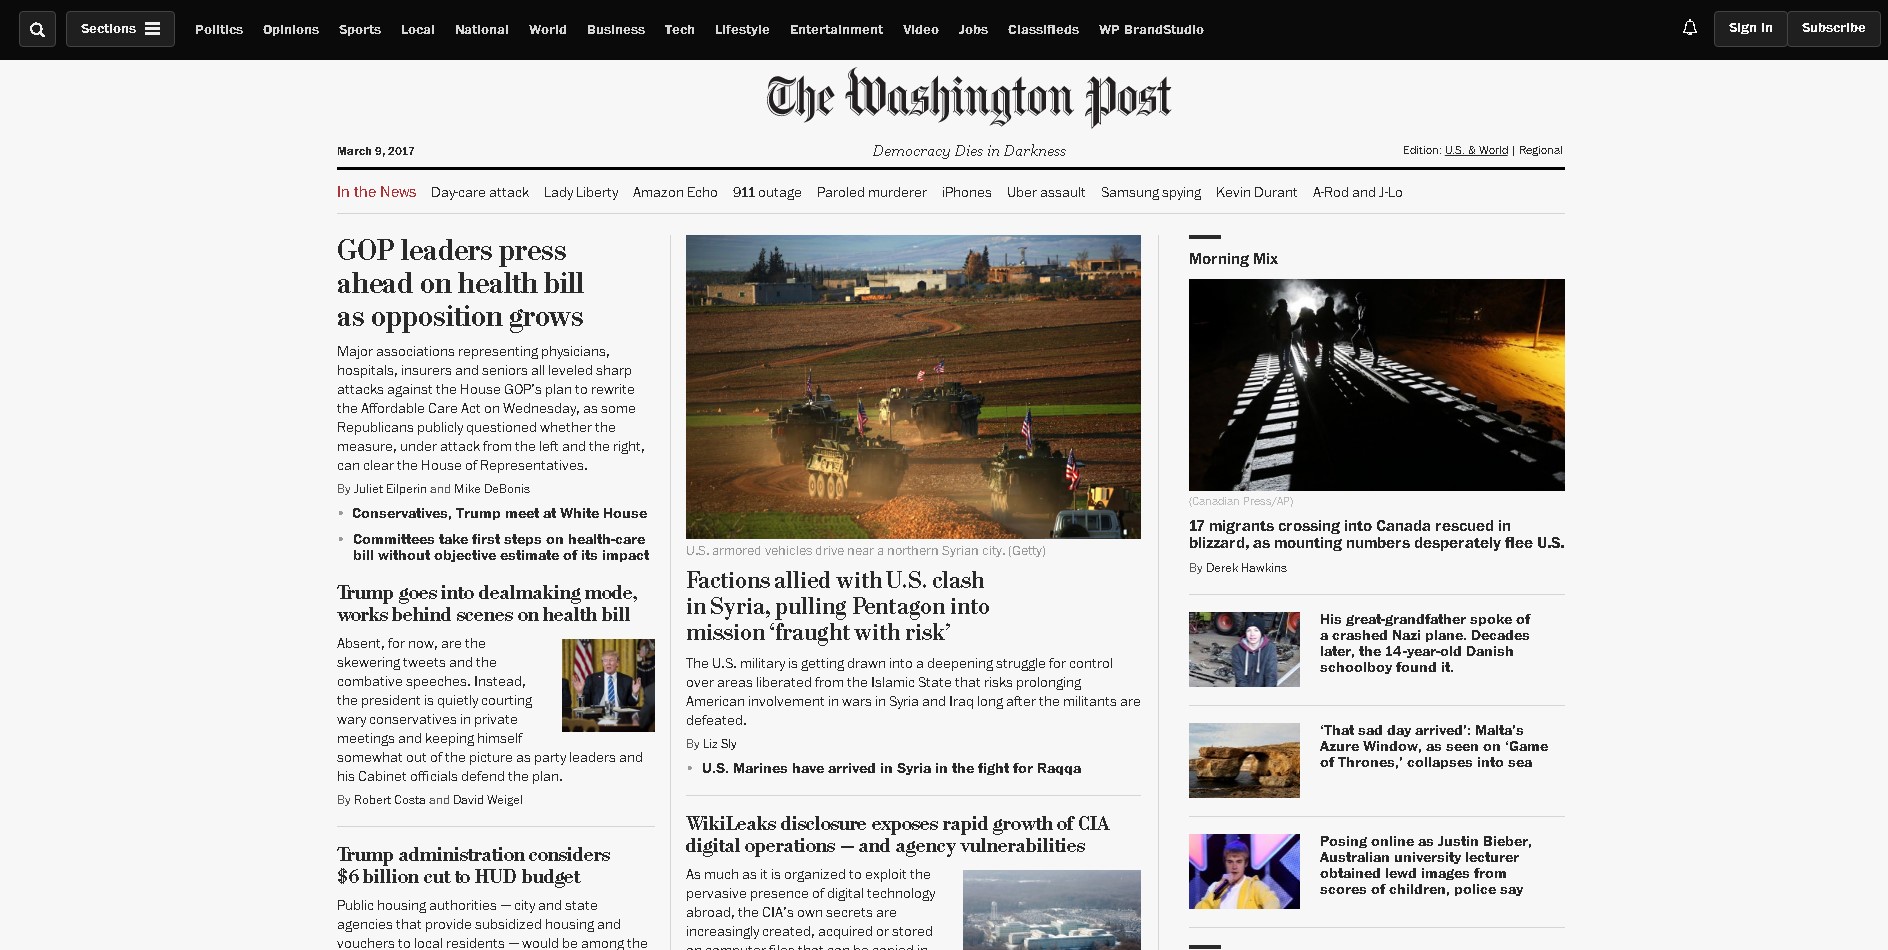 Sections
Politics
Opinions
Sports
Local
National
World
Business
Tech
Lifestyle
Entertainment
Video
Jobs
Classifieds
WP BrandStudio
Sign In
Subscribe
The Washington Post
March 9, 2017
Democracy Dies in Darkness
Edition: U.S. & World | Regional
In the News
Day-care attack
Lady Liberty
Amazon Echo
911 outage
Paroled murderer
iPhones
Uber assault
Samsung spying
Kevin Durant
A-Rod and J-Lo
GOP leaders press
ahead on health bill
as opposition grows
Major associations representing physicians,
hospitals, insurers and seniors all leveled sharp
attacks against the House GOP's plan to rewrite
the Affordable Care Act on Wednesday, as some
Republicans publicly questioned whether the
measure, under attack from the left and the right,
can clear the House of Representatives.
By Juliet Eilperin and Mike DeBonis
• Conservatives, Trump meet at White House
• Committees take first steps on health-care
bill without objective estimate of its impact
Trump goes into dealmaking mode,
works behind scenes on health bill
Absent, for now, are the
skewering tweets and the
combative speeches. Instead,
the president is quietly courting
wary conservatives in private
meetings and keeping himself
somewhat out of the picture as party leaders and
his Cabinet officials defend the plan.
By Robert Costa and David Weigel
Trump administration considers
$6 billion cut to HUD budget
Public housing authorities — city and state
agencies that provide subsidized housing and
vouchers to local residents — would be among the
U.S. armored vehicles drive near a northern Syrian city. (Getty)
Factions allied with U.S. clash
in Syria, pulling Pentagon into
mission ‘fraught with risk’
The U.S. military is getting drawn into a deepening struggle for control
over areas liberated from the Islamic State that risks prolonging
American involvement in wars in Syria and Iraq long after the militants are
defeated.
By Liz Sly
• U.S. Marines have arrived in Syria in the fight for Raqqa
WikiLeaks disclosure exposes rapid growth of CIA
digital operations — and agency vulnerabilities
As much as it is organized to exploit the
pervasive presence of digital technology
abroad, the CIA's own secrets are
increasingly created, acquired or stored
on computer files that can be copied in
Morning Mix
(Canadian Press/AP)
17 migrants crossing into Canada rescued in
blizzard, as mounting numbers desperately flee U.S.
By Derek Hawkins
His great-grandfather spoke of
a crashed Nazi plane. Decades
later, the 14-year-old Danish
schoolboy found it.
‘That sad day arrived’: Malta's
Azure Window, as seen on ‘Game
of Thrones,’ collapses into sea
Posing online as Justin Bieber,
Australian university lecturer
obtained lewd images from
scores of children, police say